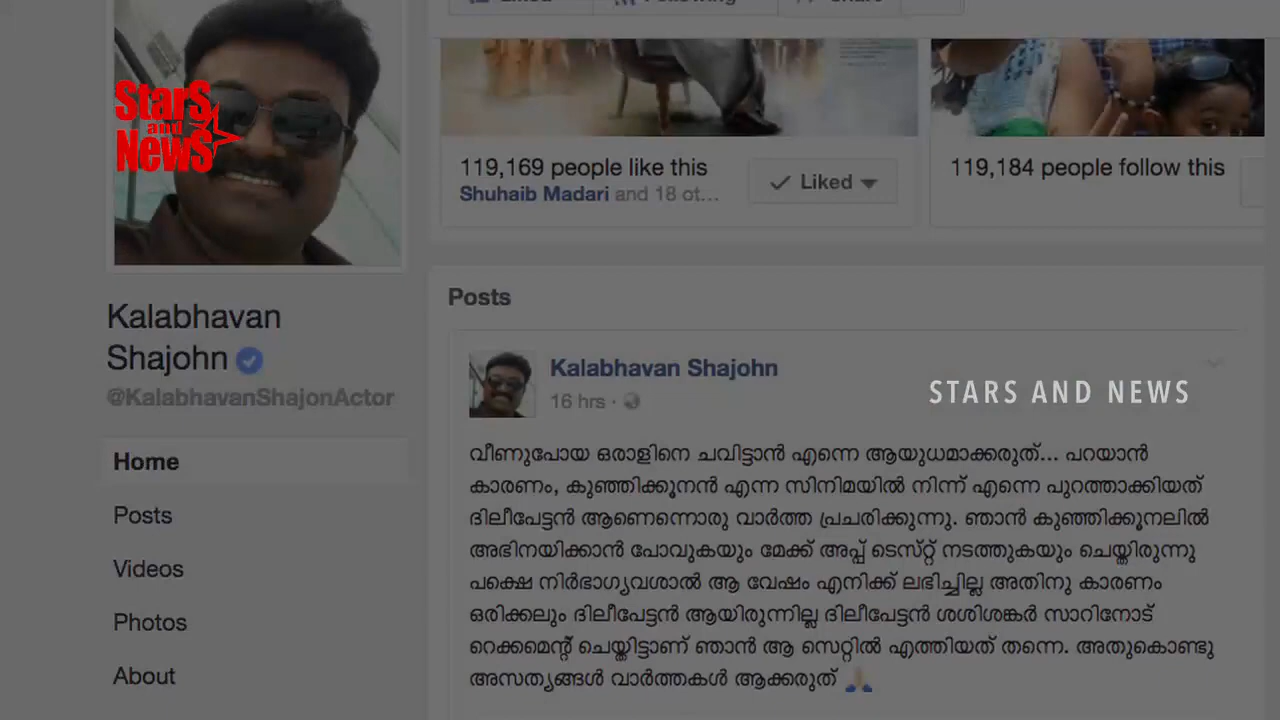 Liked
Following
Share
StarS
and
NewS
119,169 people like this
Liked
Shuhaib Madari and 18 ot...
119,184 people follow this
Posts
Kalabhavan
Shajohn
@KalabhavanShajonActor
Kalabhavan Shajohn
16 hrs ·
STARS AND NEWS
Home
Posts
Videos
Photos
About
വീണുപോയ ഒരാളിനെ ചവിട്ടാൻ എന്നെ ആയുധമാക്കരുത്... പറയാൻ
കാരണം, കുഞ്ഞിക്കൂനൻ എന്ന സിനിമയിൽ നിന്ന് എന്നെ പുറത്താക്കിയത്
ദിലീപേട്ടൻ ആണെന്നൊരു വാർത്ത പ്രചരിക്കുന്നു. ഞാൻ കുഞ്ഞിക്കൂനലിൽ
അഭിനയിക്കാൻ പോവുകയും മേക്ക് അപ്പ് ടെസ്റ്റ് നടത്തുകയും ചെയ്തിരുന്നു
പക്ഷെ നിർഭാഗ്യവശാൽ ആ വേഷം എനിക്ക് ലഭിച്ചില്ല അതിനു കാരണം
ഒരിക്കലും ദിലീപേട്ടൻ ആയിരുന്നില്ല ദിലീപേട്ടൻ ശശിശങ്കർ സാറിനോട്
റെക്കമെന്റ് ചെയ്തിട്ടാണ് ഞാൻ ആ സെറ്റിൽ എത്തിയത് തന്നെ. അതുകൊണ്ടു
അസത്യങ്ങൾ വാർത്തകൾ ആക്കരുത് 🙏🏻